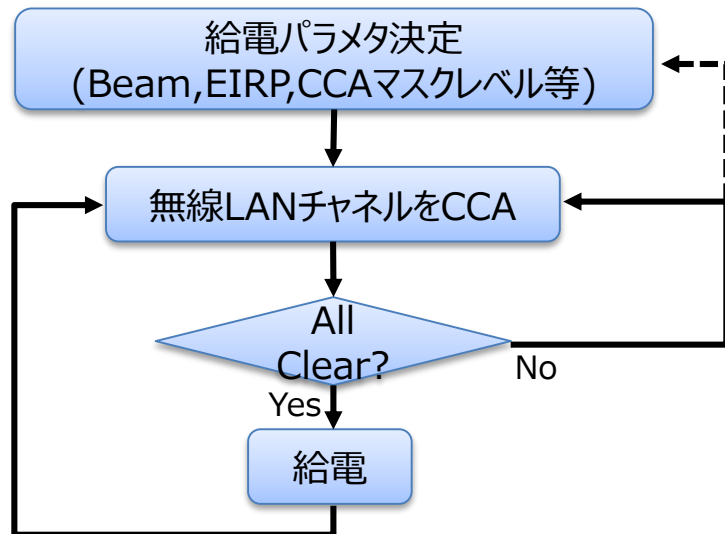 給電パラメタ決定
(Beam,EIRP,CCAマスクレベル等)
無線LANチャネルをCCA
All
Clear?
No
Yes
給電